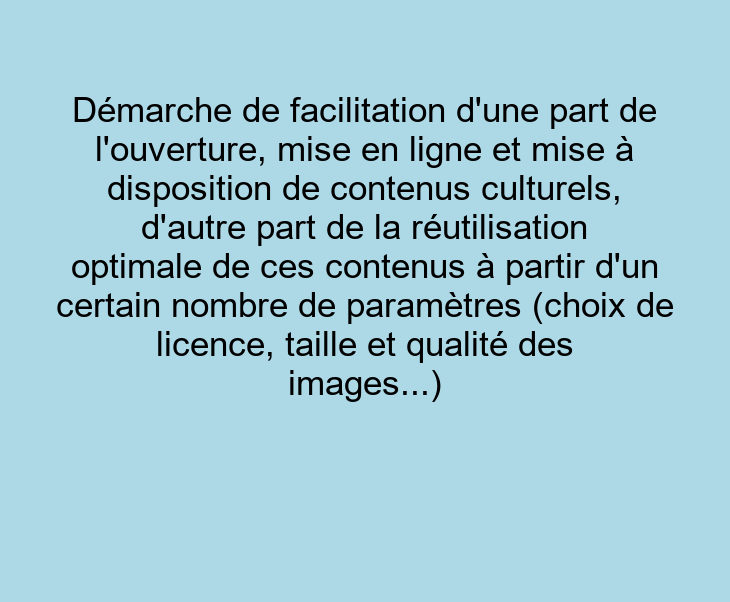 Démarche de facilitation d'une part de
l'ouverture, mise en ligne et mise à
disposition de contenus culturels,
d'autre part de la réutilisation
optimale de ces contenus à partir d'un
certain nombre de paramètres (choix de
licence, taille et qualité des
images...)